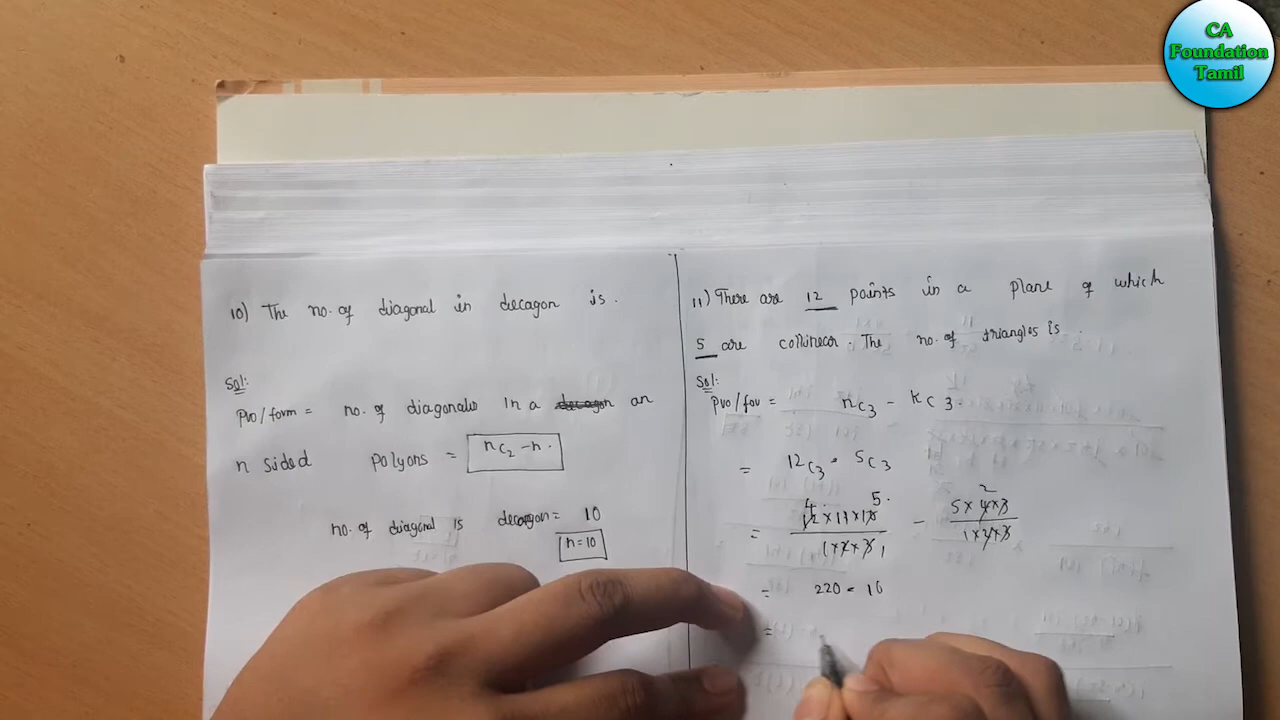 CA
Foundation
Tamil
10) The no. of diagonal in decagon is.
Sol:
Pro/form = no. of diagonals in a an
n sided polyons = nC2 - n.
no. of diagonal is decagon = 10
n = 10
11) There are 12 points in a plane of which
5 are collinear. The no. of triangles is.
Sol:
Pro/for = nC3 - KC3.
= 12C3 - 5C3
4 5. 2
= 12 x 11 x 10 - 5 x 4 x 3
1 x 2 x 3 1 1 x 2 x 3
= 220 - 10
=